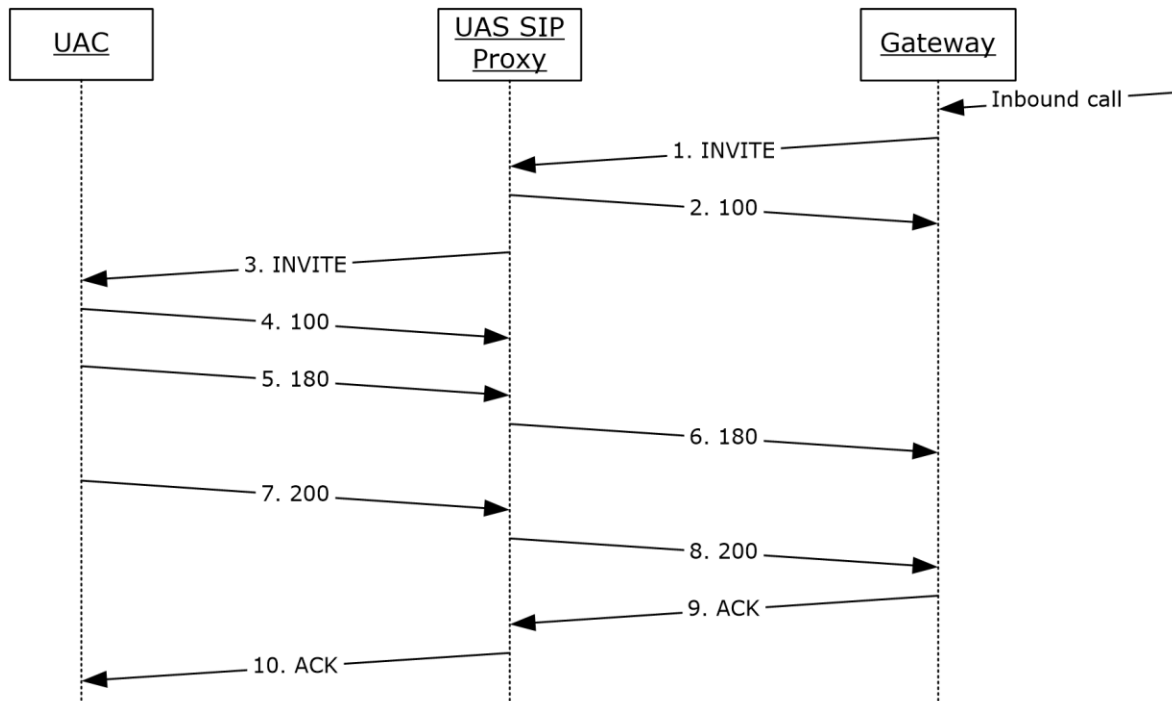 UAC
UAS SIP
Proxy
Gateway
Inbound call
1. INVITE
2. 100
3. INVITE
4. 100
5. 180
6. 180
7. 200
8. 200
9. ACK
10. ACK